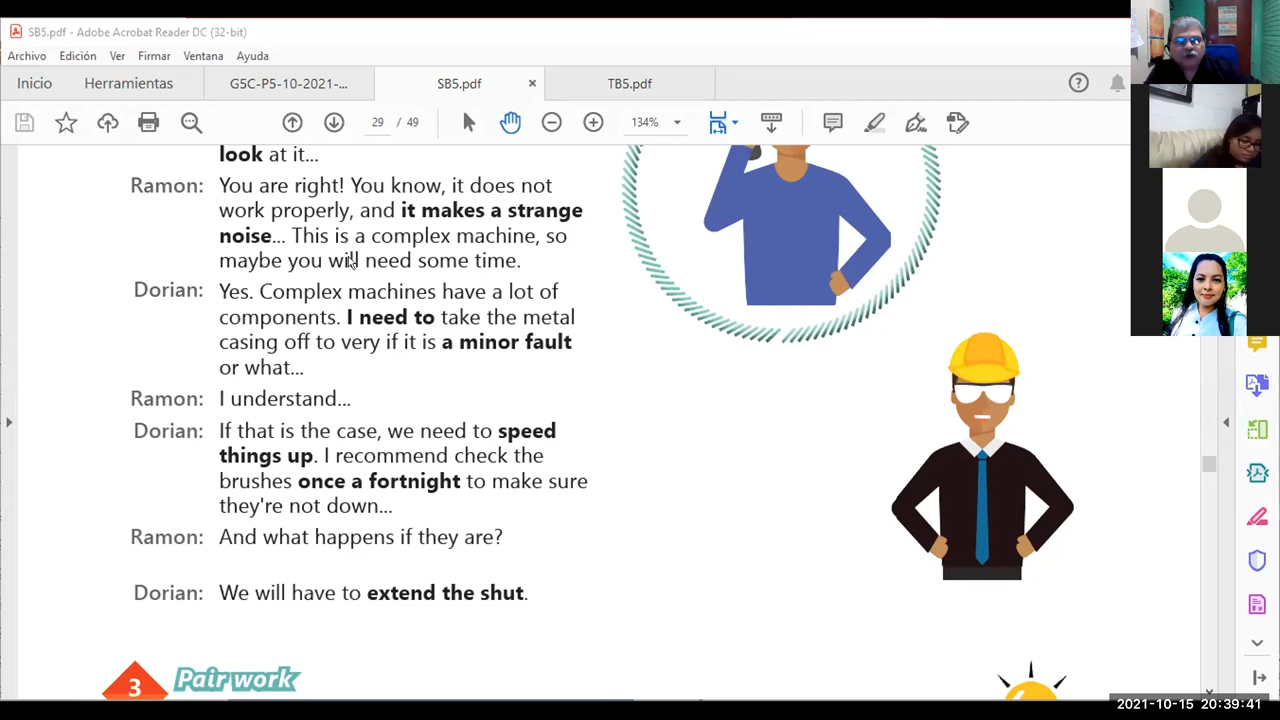 SB5.pdf - Adobe Acrobat Reader DC (32-bit)
Archivo Edición Ver Firmar Ventana Ayuda
Inicio Herramientas G5C-P5-10-2021-... SB5.pdf × TB5.pdf
29 / 49 134%
look at it...
Ramon: You are right! You know, it does not
work properly, and it makes a strange
noise... This is a complex machine, so
maybe you will need some time.
Dorian: Yes. Complex machines have a lot of
components. I need to take the metal
casing off to very if it is a minor fault
or what...
Ramon: I understand...
Dorian: If that is the case, we need to speed
things up. I recommend check the
brushes once a fortnight to make sure
they're not down...
Ramon: And what happens if they are?
Dorian: We will have to extend the shut.
3 Pair work
2021-10-15 20:39:41